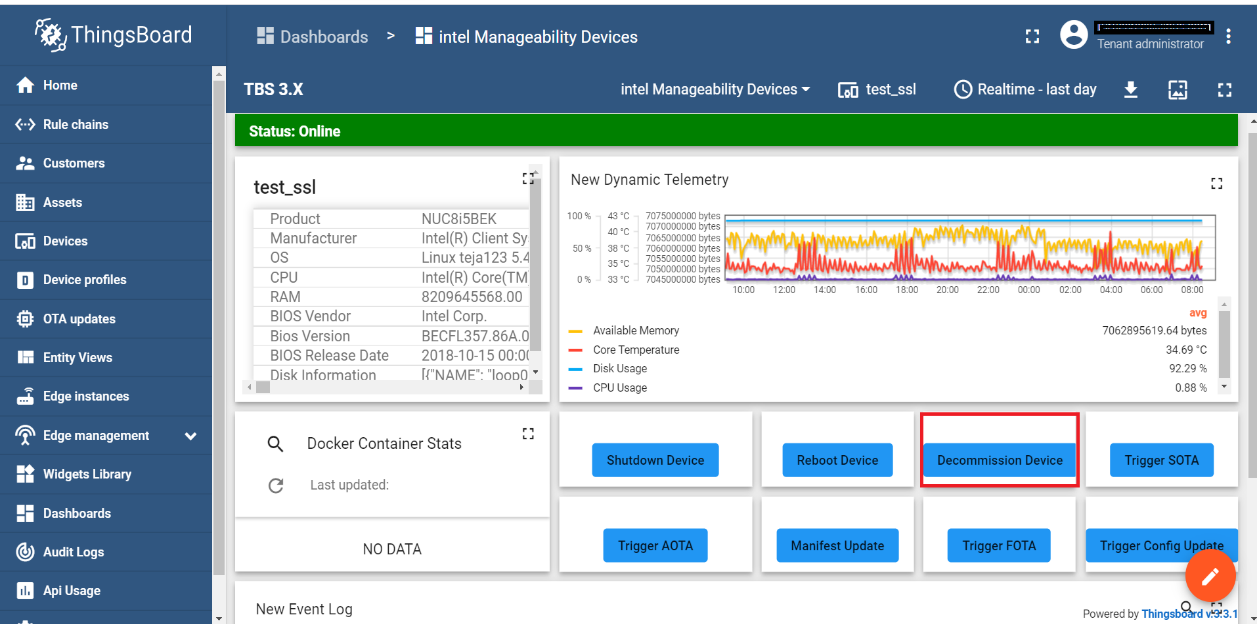 ThingsBoard
Home
Rule chains
Customers
Assets
Devices
Device profiles
OTA updates
Entity Views
Edge instances
Edge management
Widgets Library
Dashboards
Audit Logs
Api Usage
Dashboards > intel Manageability Devices
Tenant administrator
TBS 3.X
intel Manageability Devices
test_ssl
Realtime - last day
Status: Online
test_ssl
Product NUC8i5BEK
Manufacturer Intel(R) Client Sy
OS Linux teja123 5.4
CPU Intel(R) Core(TM
RAM 8209645568.00
BIOS Vendor Intel Corp.
Bios Version BECFL357.86A.0
BIOS Release Date 2018-10-15 00:00
Disk Information [{"NAME": "loop0
New Dynamic Telemetry
100 % 43 °C 7075000000 bytes
7070000000 bytes
40 °C 7065000000 bytes
50 % 38 °C 7060000000 bytes
7055000000 bytes
35 °C 7050000000 bytes
0 % 33 °C 7045000000 bytes
10:00 12:00 14:00 16:00 18:00 20:00 22:00 00:00 02:00 04:00 06:00 08:00
avg
Available Memory 7062895619.64 bytes
Core Temperature 34.69 °C
Disk Usage 92.29 %
CPU Usage 0.88 %
Docker Container Stats
Last updated:
NO DATA
Shutdown Device
Reboot Device
Decommission Device
Trigger SOTA
Trigger AOTA
Manifest Update
Trigger FOTA
Trigger Config Update
New Event Log
Powered by Thingsboard v.3.3.1